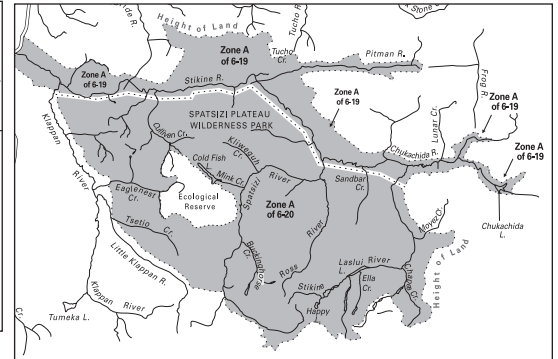 Height of Land
Tucho R.
Stone
Zone A
of 6-19
Tucho
Cr.
Pitman R.
Zone A
of 6-19
Stikine R.
Zone A
of 6-19
Frog R.
Zone A
of 6-19
SPATSIZI PLATEAU
WILDERNESS PARK
Klappan
River
Cullivan Cr.
Kliweguh
Cr.
Lunar Cr.
Chukachida R.
Zone A
of 6-19
Cold Fish
Mink Cr.
Spatsizi
River
Sandbar
Cr.
Eaglenest
Cr.
Ecological
Reserve
Zone A
of 6-20
River
Chukachida
L.
Moyez Cr.
Tsetio Cr.
Height of Land
Little Klappan R.
Buckinghorse
Cr.
Ross
Laslui
L.
River
Ella
Cr.
Chapea Cr.
Stikine
Klappan River
Happy
Tumeka L.
Cr.